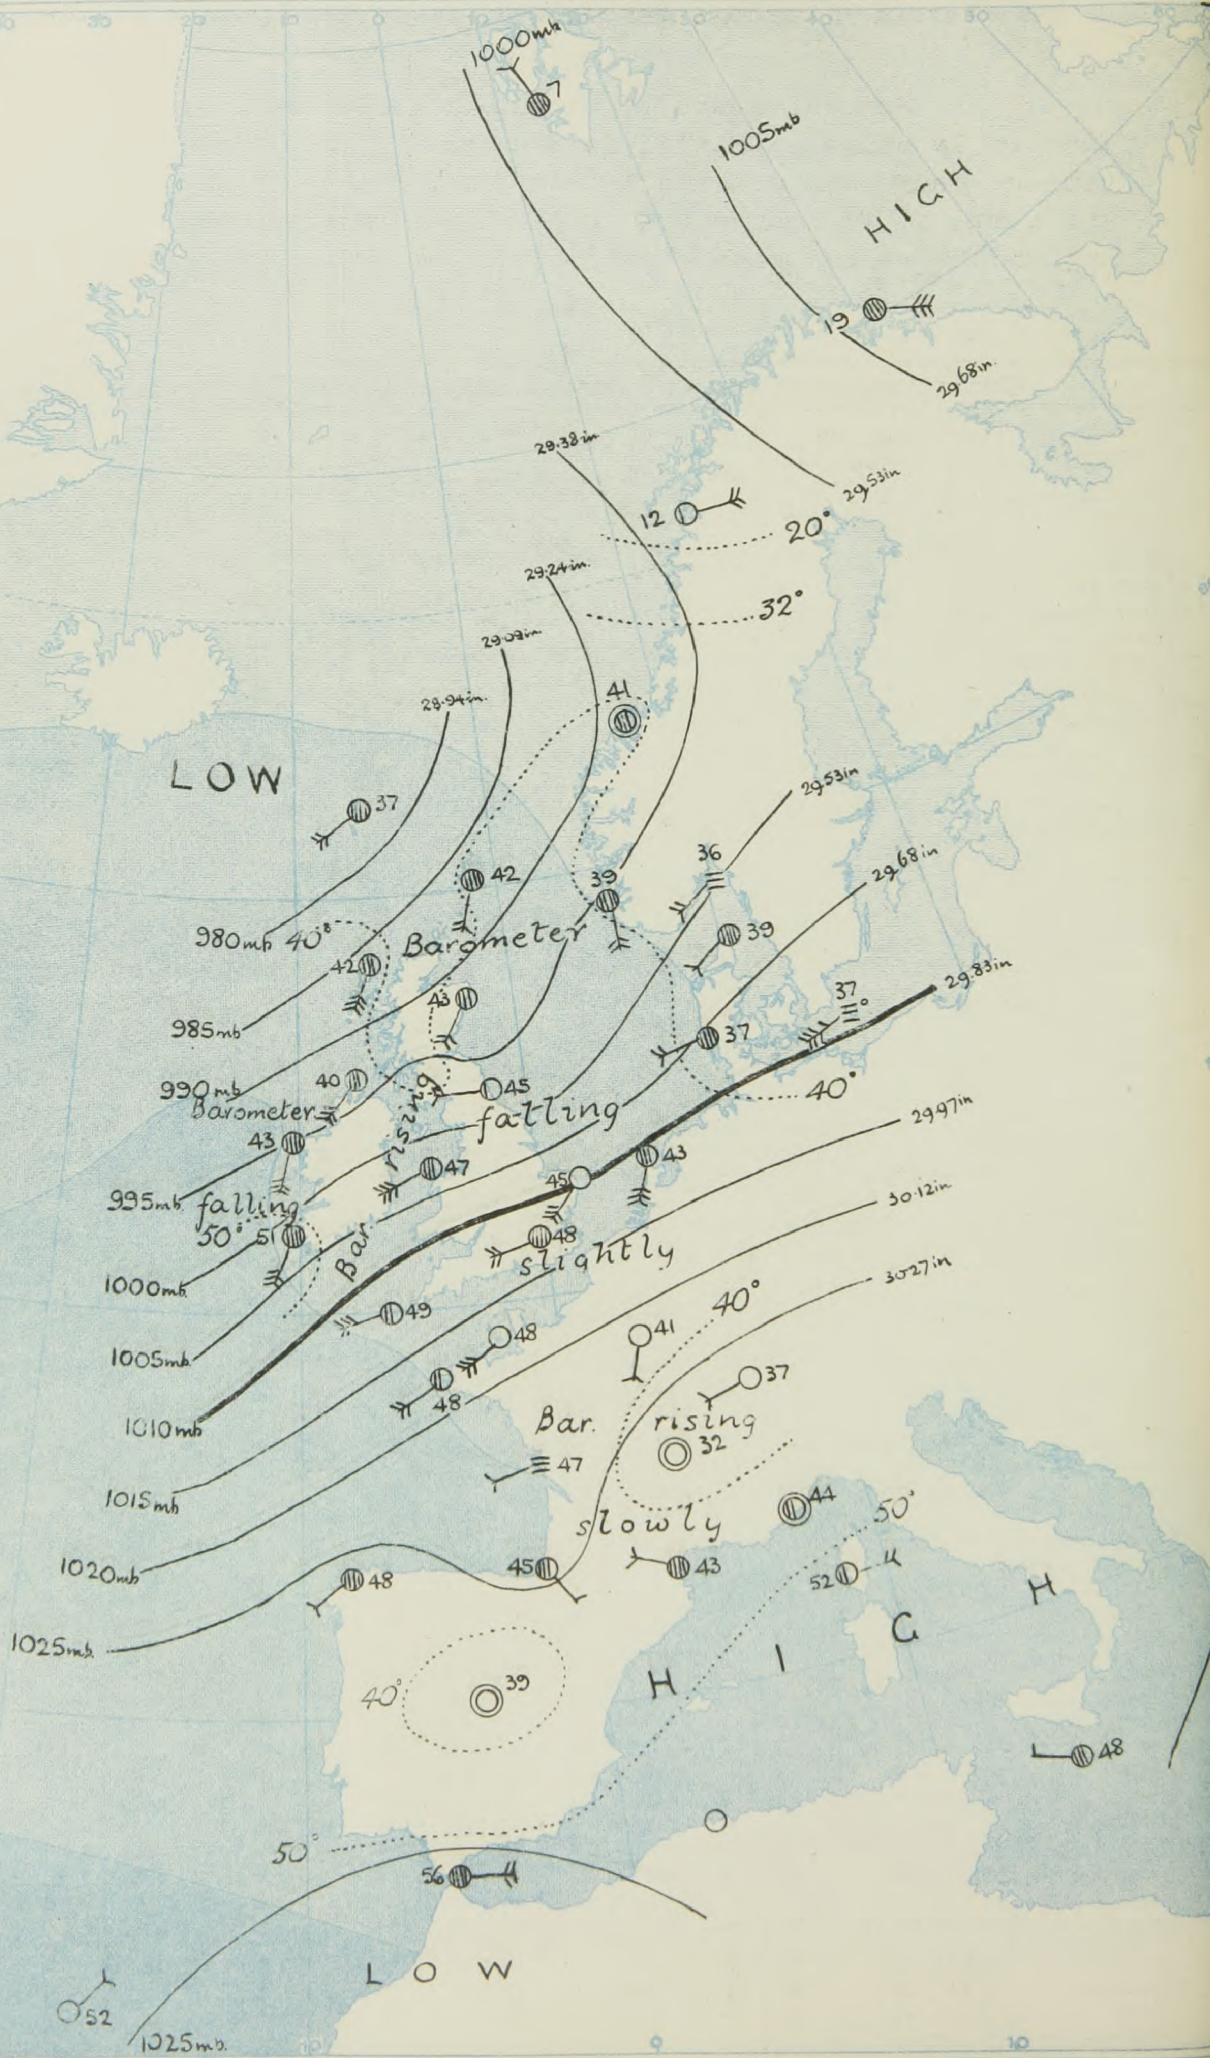 1000mb
7
1005mb
HIGH
19
29.68in.
29.38in
29.53in
12
20°
29.24in.
32°
29.09in.
41
28.94in.
LOW
37
29.53in
36
29.68in
42
39
980mb
40°
Barometer
39
42
29.83in
985mb
43
37
37
990mb
40
45
40°
Barometer
rising
falling
29.97in
43
47
43
995mb.
falling
45
30.12in
50°
51
Bar.
48
slightly
1000mb.
30.27in
49
40°
1005mb.
48
41
48
37
1010mb
Bar. rising
32
47
1015mb
44
slowly
50°
1020mb
48
45
43
52
1025mb.
HIGH
40°
39
48
50°
56
LOW
52
1025mb.